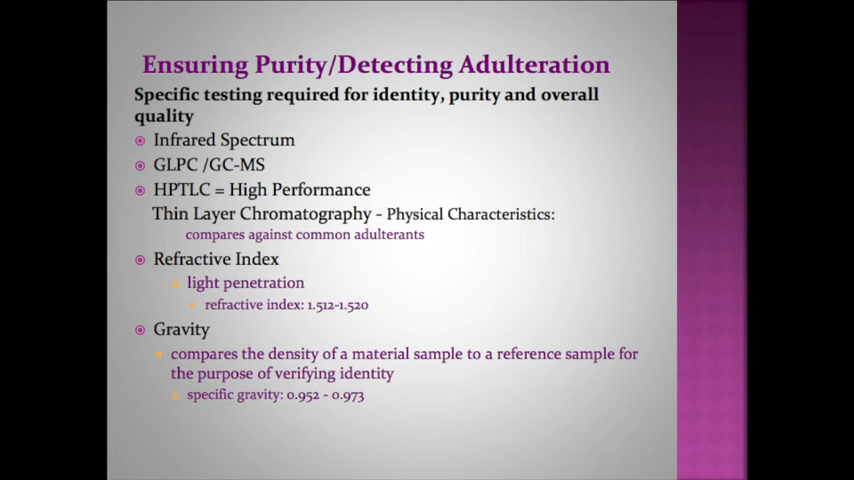 Ensuring Purity/Detecting Adulteration
Specific testing required for identity, purity and overall
quality
Infrared Spectrum
GLPC /GC-MS
HPTLC = High Performance
Thin Layer Chromatography - Physical Characteristics:
compares against common adulterants
Refractive Index
light penetration
refractive index: 1.512-1.520
Gravity
compares the density of a material sample to a reference sample for
the purpose of verifying identity
specific gravity: 0.952 - 0.973